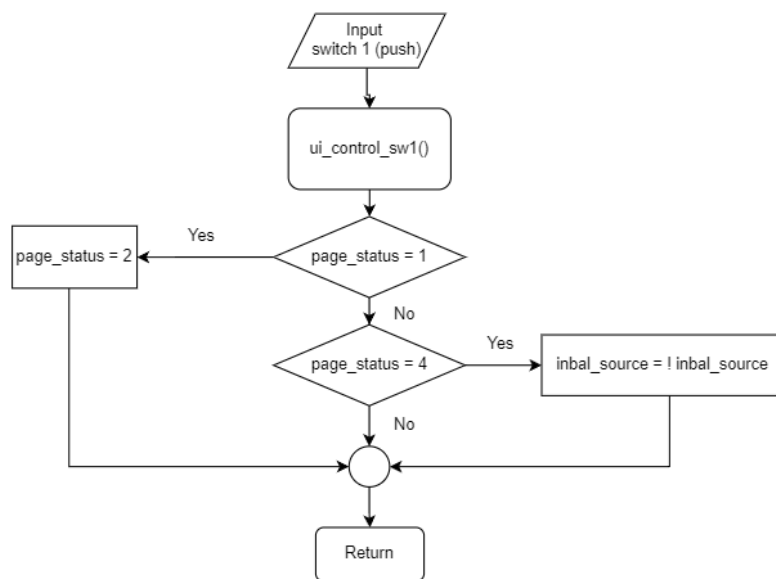 Input
switch 1 (push)
ui_control_sw1()
Yes
page_status = 2
page_status = 1
No
page_status = 4
Yes
inbal_source = ! inbal_source
No
Return